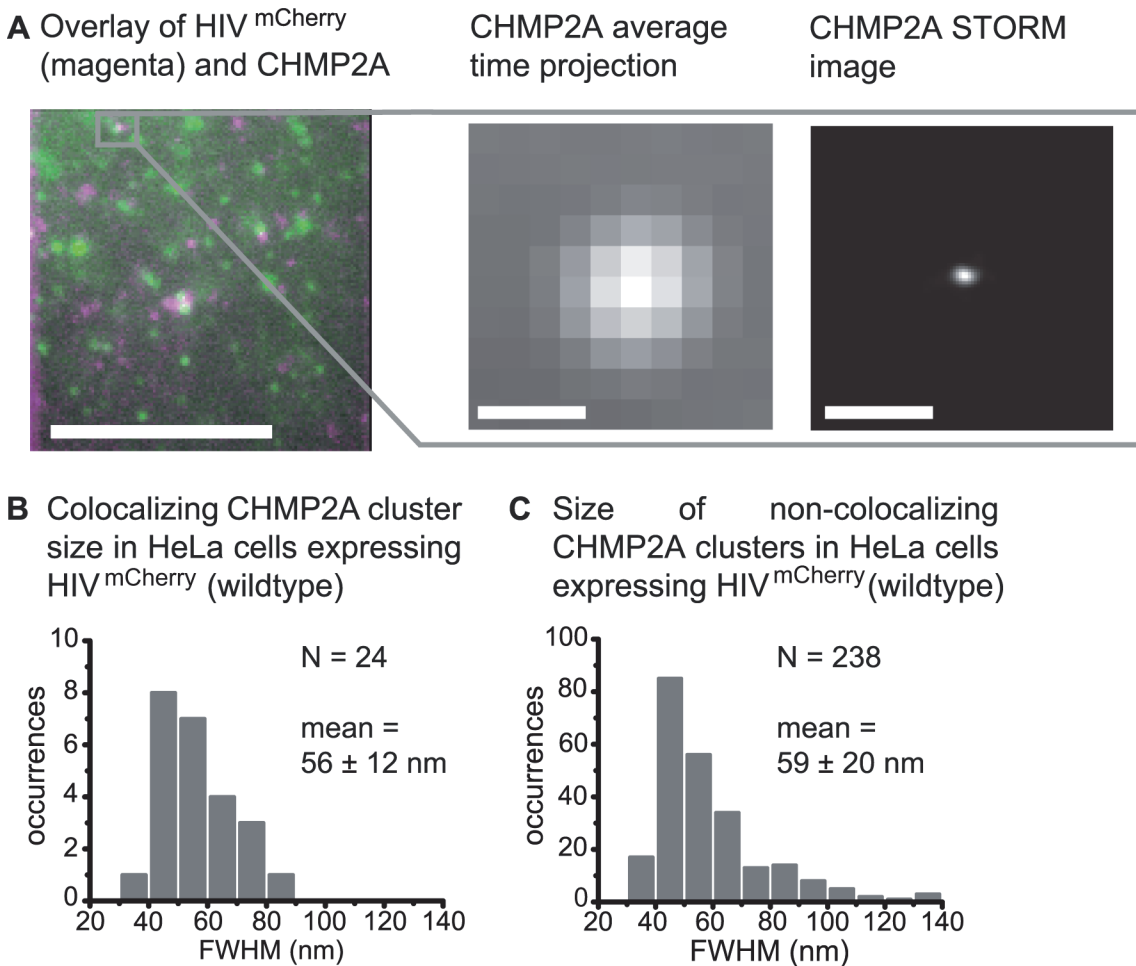 A Overlay of HIV mCherry
(magenta) and CHMP2A
CHMP2A average
time projection
CHMP2A STORM
image
B Colocalizing CHMP2A cluster
size in HeLa cells expressing
HIV mCherry (wildtype)
10
8
6
4
2
0
occurrences
N = 24
mean =
56 ± 12 nm
20 40 60 80 100 120 140
FWHM (nm)
C Size of non-colocalizing
CHMP2A clusters in HeLa cells
expressing HIV mCherry (wildtype)
100
80
60
40
20
0
occurrences
N = 238
mean =
59 ± 20 nm
20 40 60 80 100 120 140
FWHM (nm)